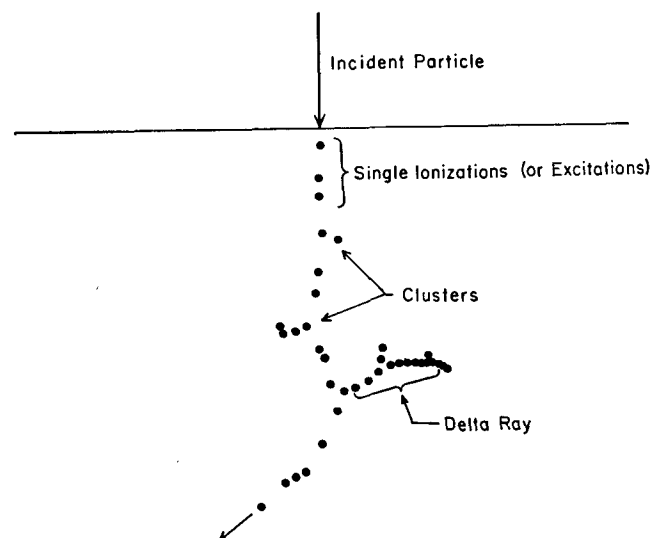 Incident Particle
Single Ionizations (or Excitations)
Clusters
Delta Ray